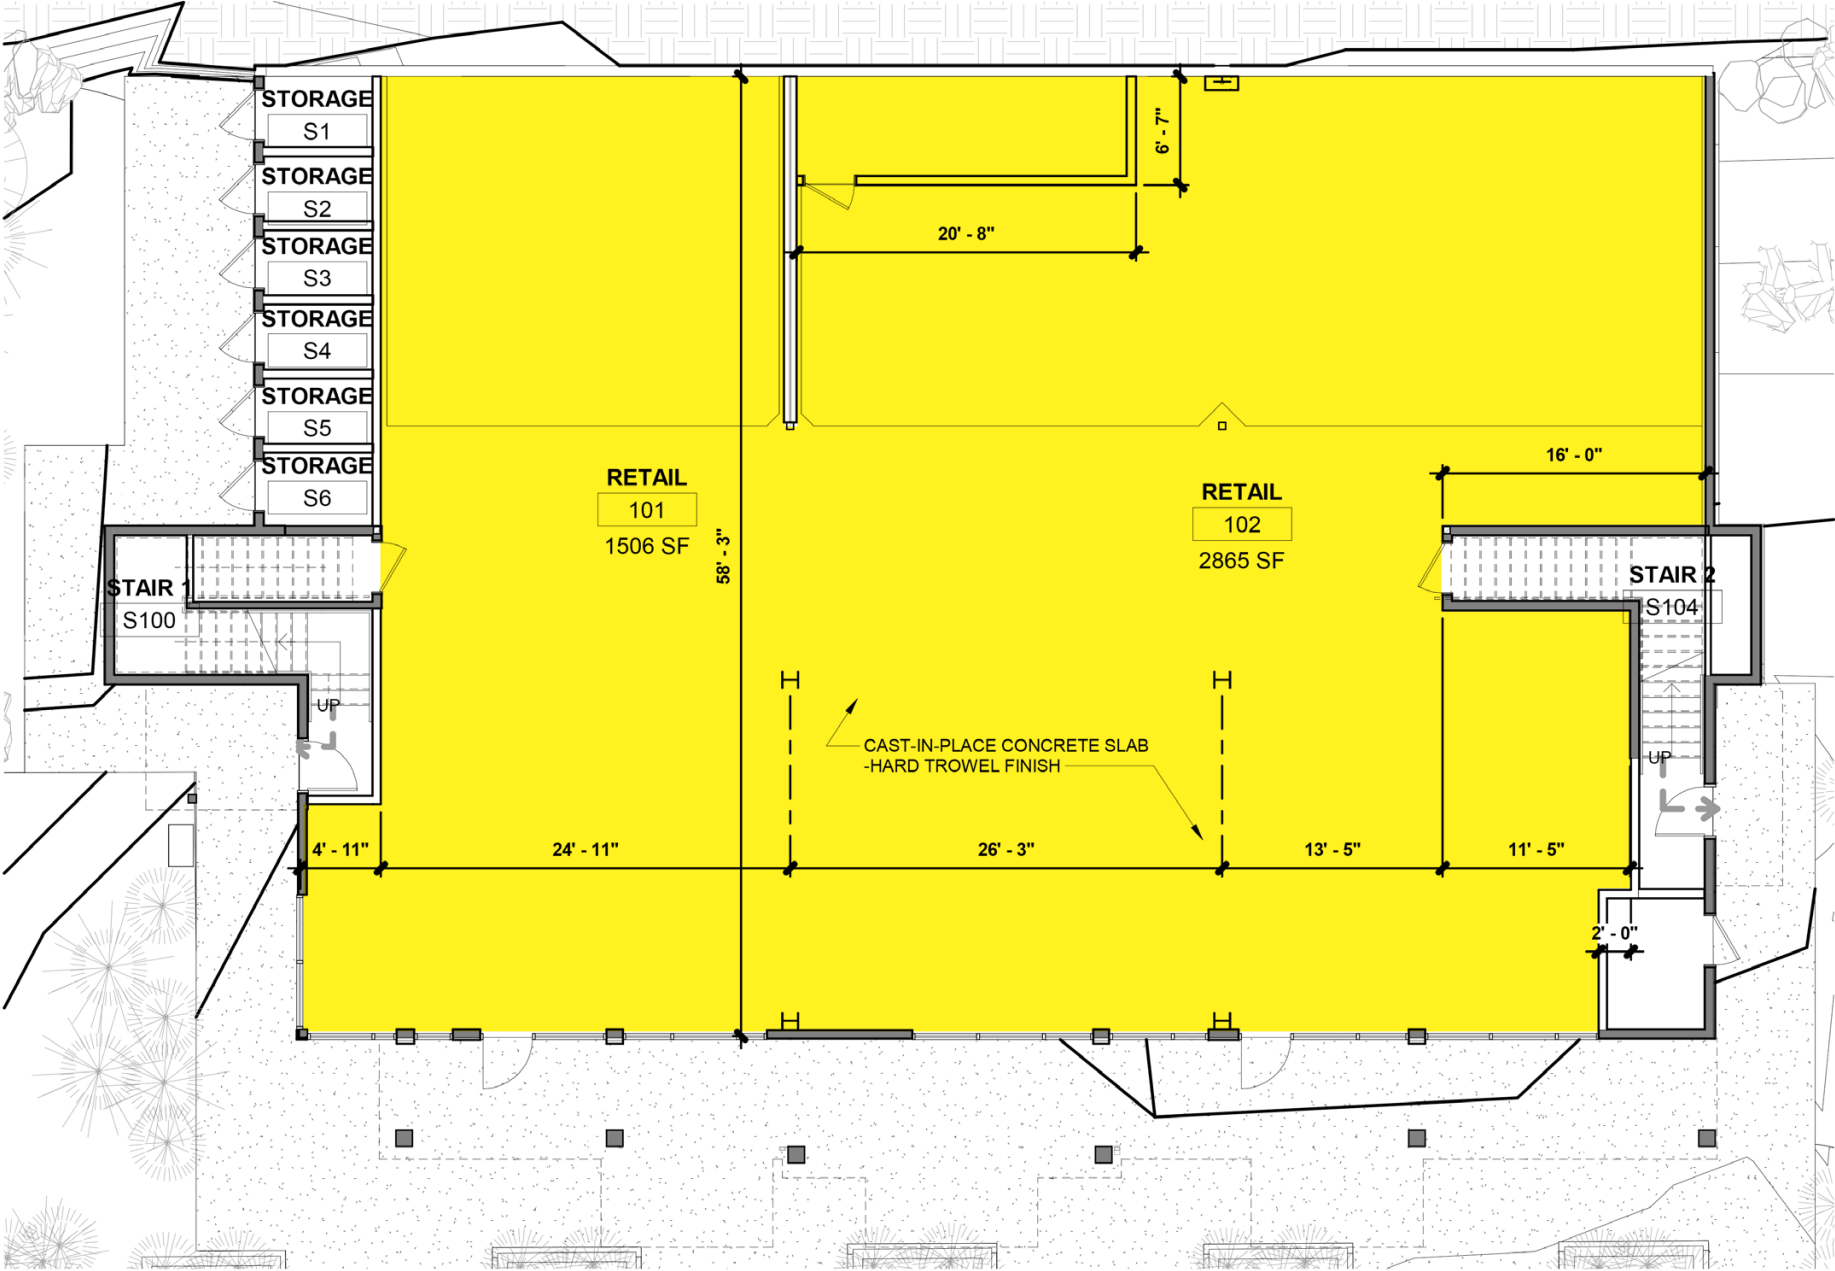 STORAGE
S1
STORAGE
S2
STORAGE
S3
STORAGE
S4
STORAGE
S5
STORAGE
S6
6' - 7"
20' - 8"
16' - 0"
RETAIL
101
1506 SF
58' - 3"
RETAIL
102
2865 SF
STAIR 1
S100
STAIR 2
S104
UP
UP
CAST-IN-PLACE CONCRETE SLAB
-HARD TROWEL FINISH
4' - 11"
24' - 11"
26' - 3"
13' - 5"
11' - 5"
2' - 0"